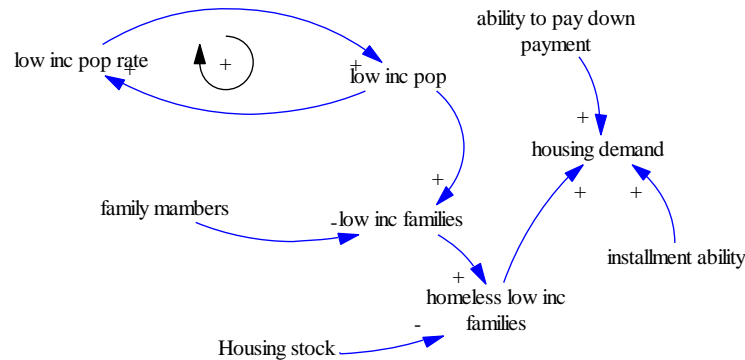 ability to pay down
payment
low inc pop rate
+
+
+
low inc pop
+
housing demand
+
+
+
family mambers
-
low inc families
installment ability
+
homeless low inc
families
-
Housing stock